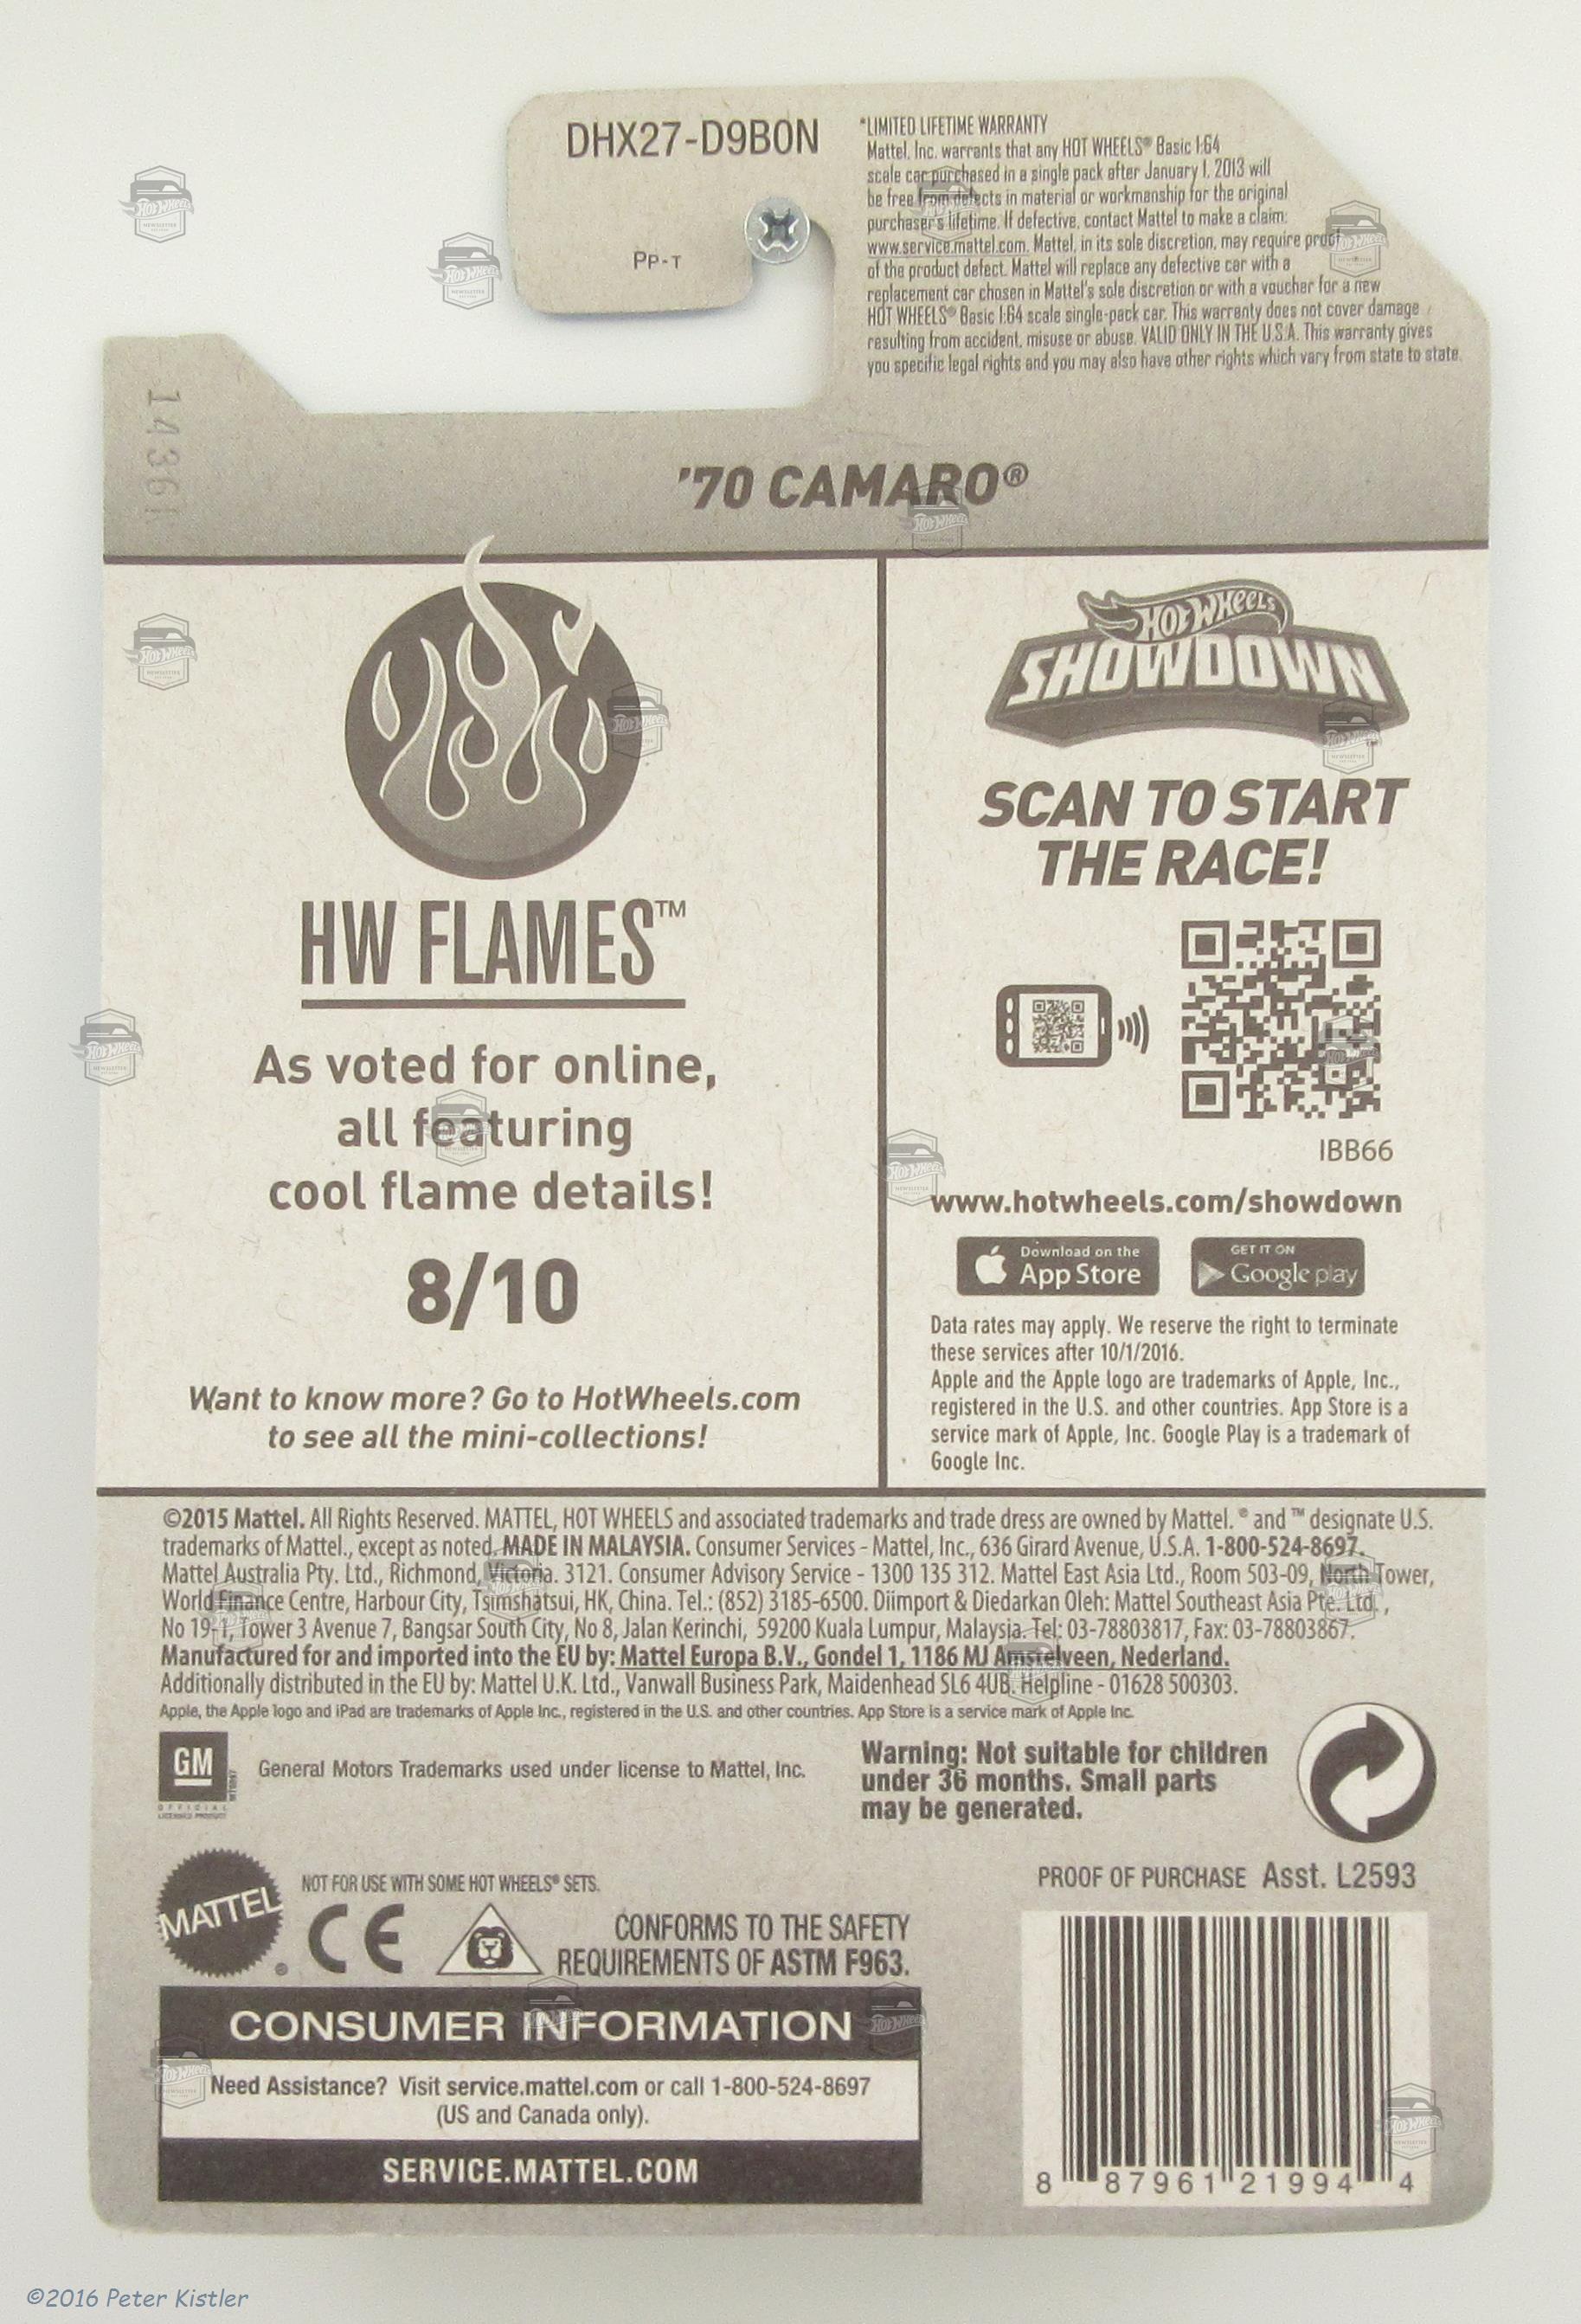 DHX27-D9B0N
PP-T
*LIMITED LIFETIME WARRANTY
Mattel, Inc. warrants that any HOT WHEELS® Basic 1:64
scale car purchased in a single pack after January 1, 2013 will
be free from defects in material or workmanship for the original
purchaser's lifetime. If defective, contact Mattel to make a claim:
www.service.mattel.com. Mattel, in its sole discretion, may require proof
of the product defect. Mattel will replace any defective car with a
replacement car chosen in Mattel's sole discretion or with a voucher for a new
HOT WHEELS® Basic 1:64 scale single-pack car. This warranty does not cover damage
resulting from accident, misuse or abuse. VALID ONLY IN THE U.S.A. This warranty gives
you specific legal rights and you may also have other rights which vary from state to state.
'70 CAMARO®
HW FLAMES™
As voted for online,
all featuring
cool flame details!
8/10
Want to know more? Go to HotWheels.com
to see all the mini-collections!
HOT WHEELS
SHOWDOWN
SCAN TO START
THE RACE!
IBB66
www.hotwheels.com/showdown
Download on the
App Store
GET IT ON
Google play
Data rates may apply. We reserve the right to terminate
these services after 10/1/2016.
Apple and the Apple logo are trademarks of Apple, Inc.,
registered in the U.S. and other countries. App Store is a
service mark of Apple, Inc. Google Play is a trademark of
Google Inc.
©2015 Mattel. All Rights Reserved. MATTEL, HOT WHEELS and associated trademarks and trade dress are owned by Mattel. ® and ™ designate U.S.
trademarks of Mattel., except as noted. MADE IN MALAYSIA. Consumer Services - Mattel, Inc., 636 Girard Avenue, U.S.A. 1-800-524-8697.
Mattel Australia Pty. Ltd., Richmond, Victoria. 3121. Consumer Advisory Service - 1300 135 312. Mattel East Asia Ltd., Room 503-09, North Tower,
World Finance Centre, Harbour City, Tsimshatsui, HK, China. Tel.: (852) 3185-6500. Diimport & Diedarkan Oleh: Mattel Southeast Asia Pte. Ltd.,
No 19-1, Tower 3 Avenue 7, Bangsar South City, No 8, Jalan Kerinchi, 59200 Kuala Lumpur, Malaysia. Tel: 03-78803817, Fax: 03-78803867.
Manufactured for and imported into the EU by: Mattel Europa B.V., Gondel 1, 1186 MJ Amstelveen, Nederland.
Additionally distributed in the EU by: Mattel U.K. Ltd., Vanwall Business Park, Maidenhead SL6 4UB. Helpline - 01628 500303.
Apple, the Apple logo and iPad are trademarks of Apple Inc., registered in the U.S. and other countries. App Store is a service mark of Apple Inc.
GM
OFFICIAL
LICENSED PRODUCT
General Motors Trademarks used under license to Mattel, Inc.
Warning: Not suitable for children
under 36 months. Small parts
may be generated.
MATTEL
NOT FOR USE WITH SOME HOT WHEELS® SETS.
CE
CONFORMS TO THE SAFETY
REQUIREMENTS OF ASTM F963.
PROOF OF PURCHASE Asst. L2593
CONSUMER INFORMATION
Need Assistance? Visit service.mattel.com or call 1-800-524-8697
(US and Canada only).
SERVICE.MATTEL.COM
8 87961 21994 4
©2016 Peter Kistler